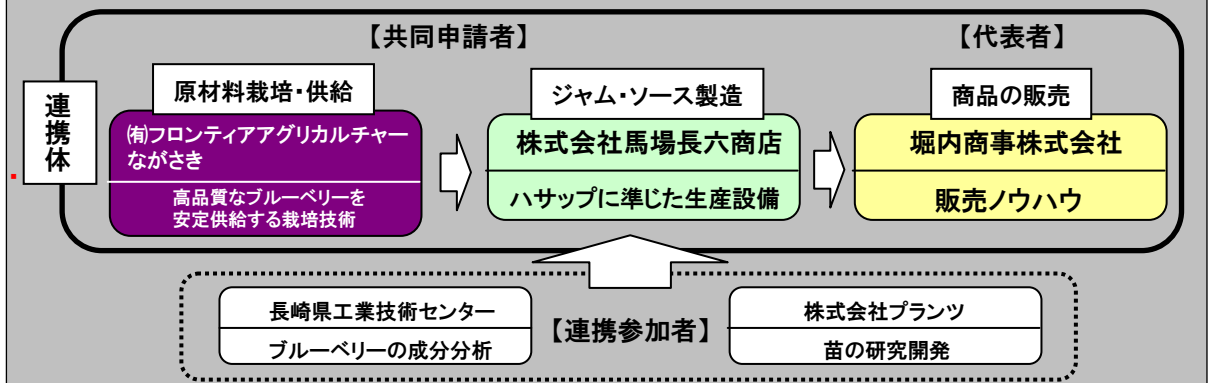 【共同申請者】
【代表者】
連携体
原材料栽培・供給
㈲フロンティアアグリカルチャー
ながさき
高品質なブルーベリーを
安定供給する栽培技術
ジャム・ソース製造
株式会社馬場長六商店
ハサップに準じた生産設備
商品の販売
堀内商事株式会社
販売ノウハウ
長崎県工業技術センター
ブルーベリーの成分分析
【連携参加者】
株式会社プランツ
苗の研究開発